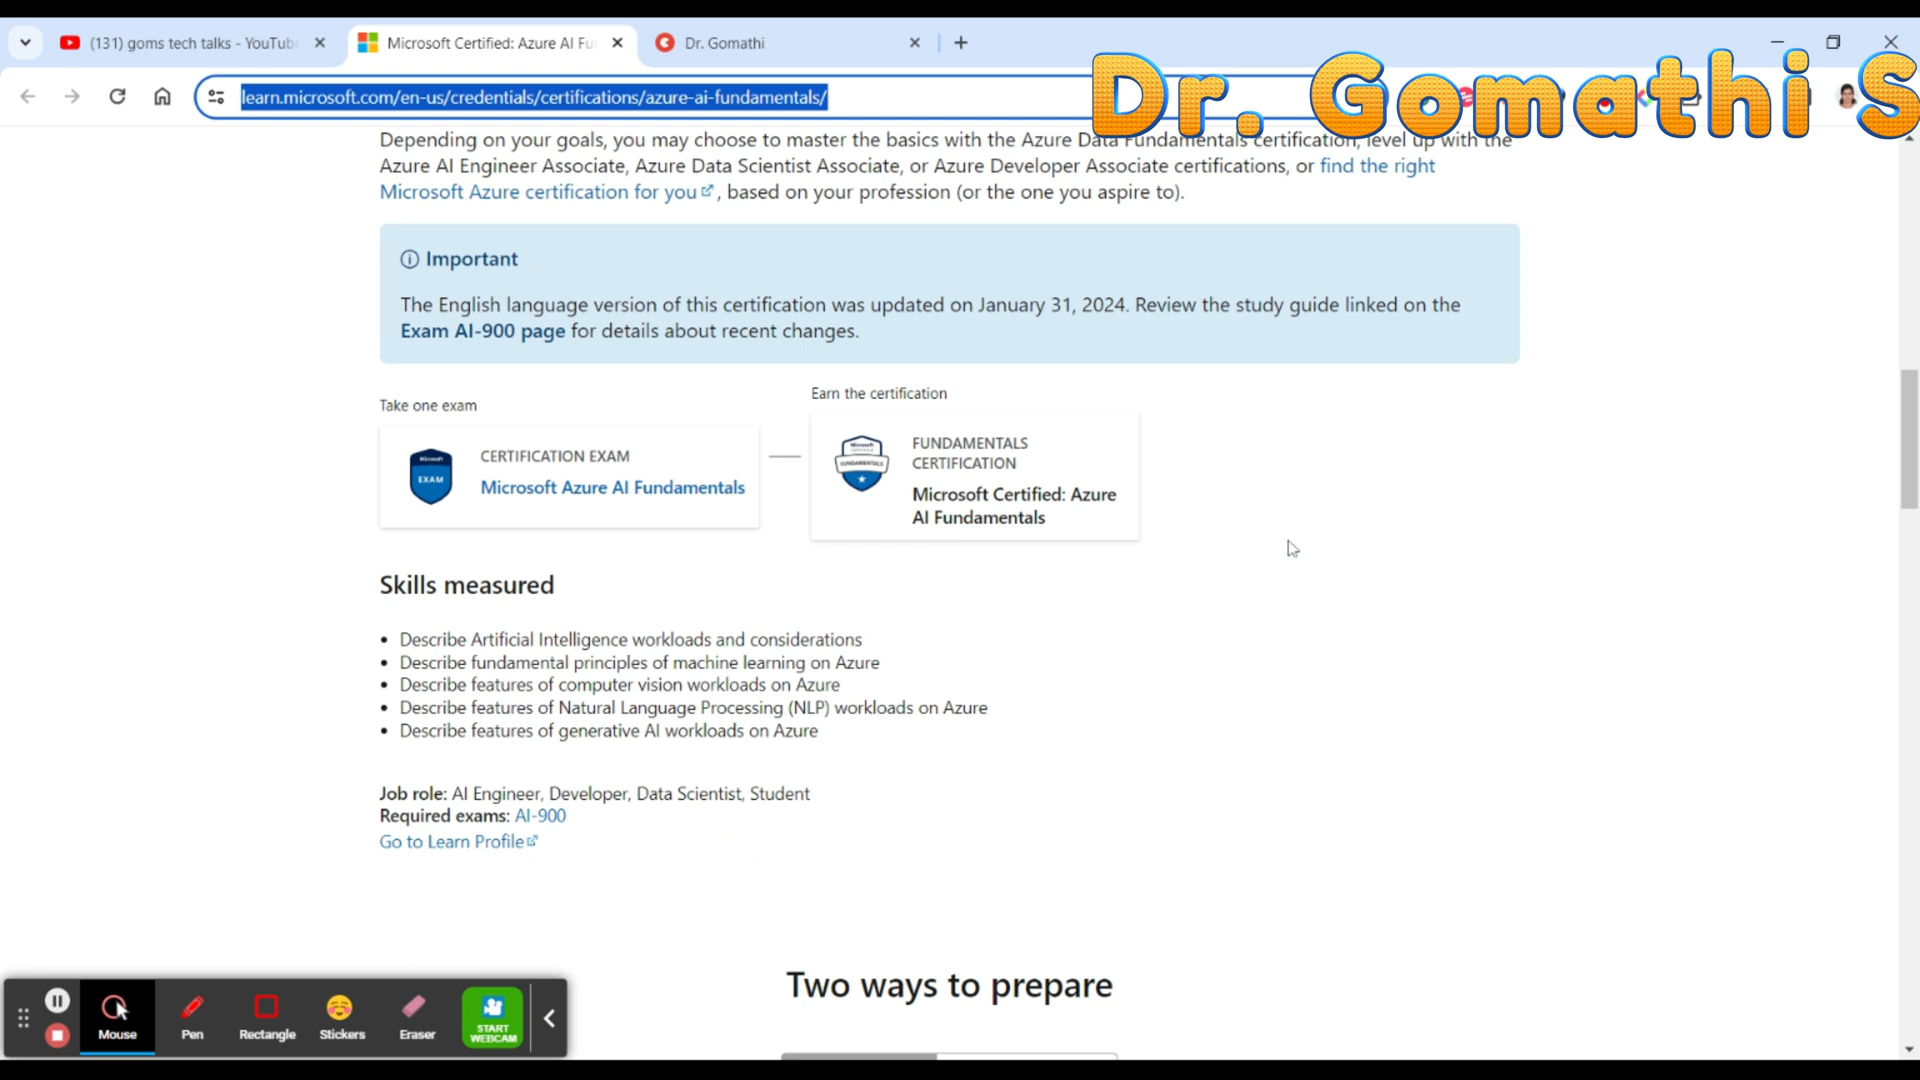 (131) goms tech talks - YouTub
Microsoft Certified: Azure AI Fu
Dr. Gomathi
learn.microsoft.com/en-us/credentials/certifications/azure-ai-fundamentals/
Dr. Gomathi S
Depending on your goals, you may choose to master the basics with the Azure Data Fundamentals certification, level up with the
Azure AI Engineer Associate, Azure Data Scientist Associate, or Azure Developer Associate certifications, or find the right
Microsoft Azure certification for you, based on your profession (or the one you aspire to).
Important
The English language version of this certification was updated on January 31, 2024. Review the study guide linked on the
Exam AI-900 page for details about recent changes.
Take one exam
Earn the certification
Microsoft
EXAM
CERTIFICATION EXAM
Microsoft Azure AI Fundamentals
Microsoft
FUNDAMENTALS
FUNDAMENTALS
CERTIFICATION
Microsoft Certified: Azure
AI Fundamentals
Skills measured
• Describe Artificial Intelligence workloads and considerations
• Describe fundamental principles of machine learning on Azure
• Describe features of computer vision workloads on Azure
• Describe features of Natural Language Processing (NLP) workloads on Azure
• Describe features of generative AI workloads on Azure
Job role: AI Engineer, Developer, Data Scientist, Student
Required exams: AI-900
Go to Learn Profile
Two ways to prepare
Mouse
Pen
Rectangle
Stickers
Eraser
START
WEBCAM